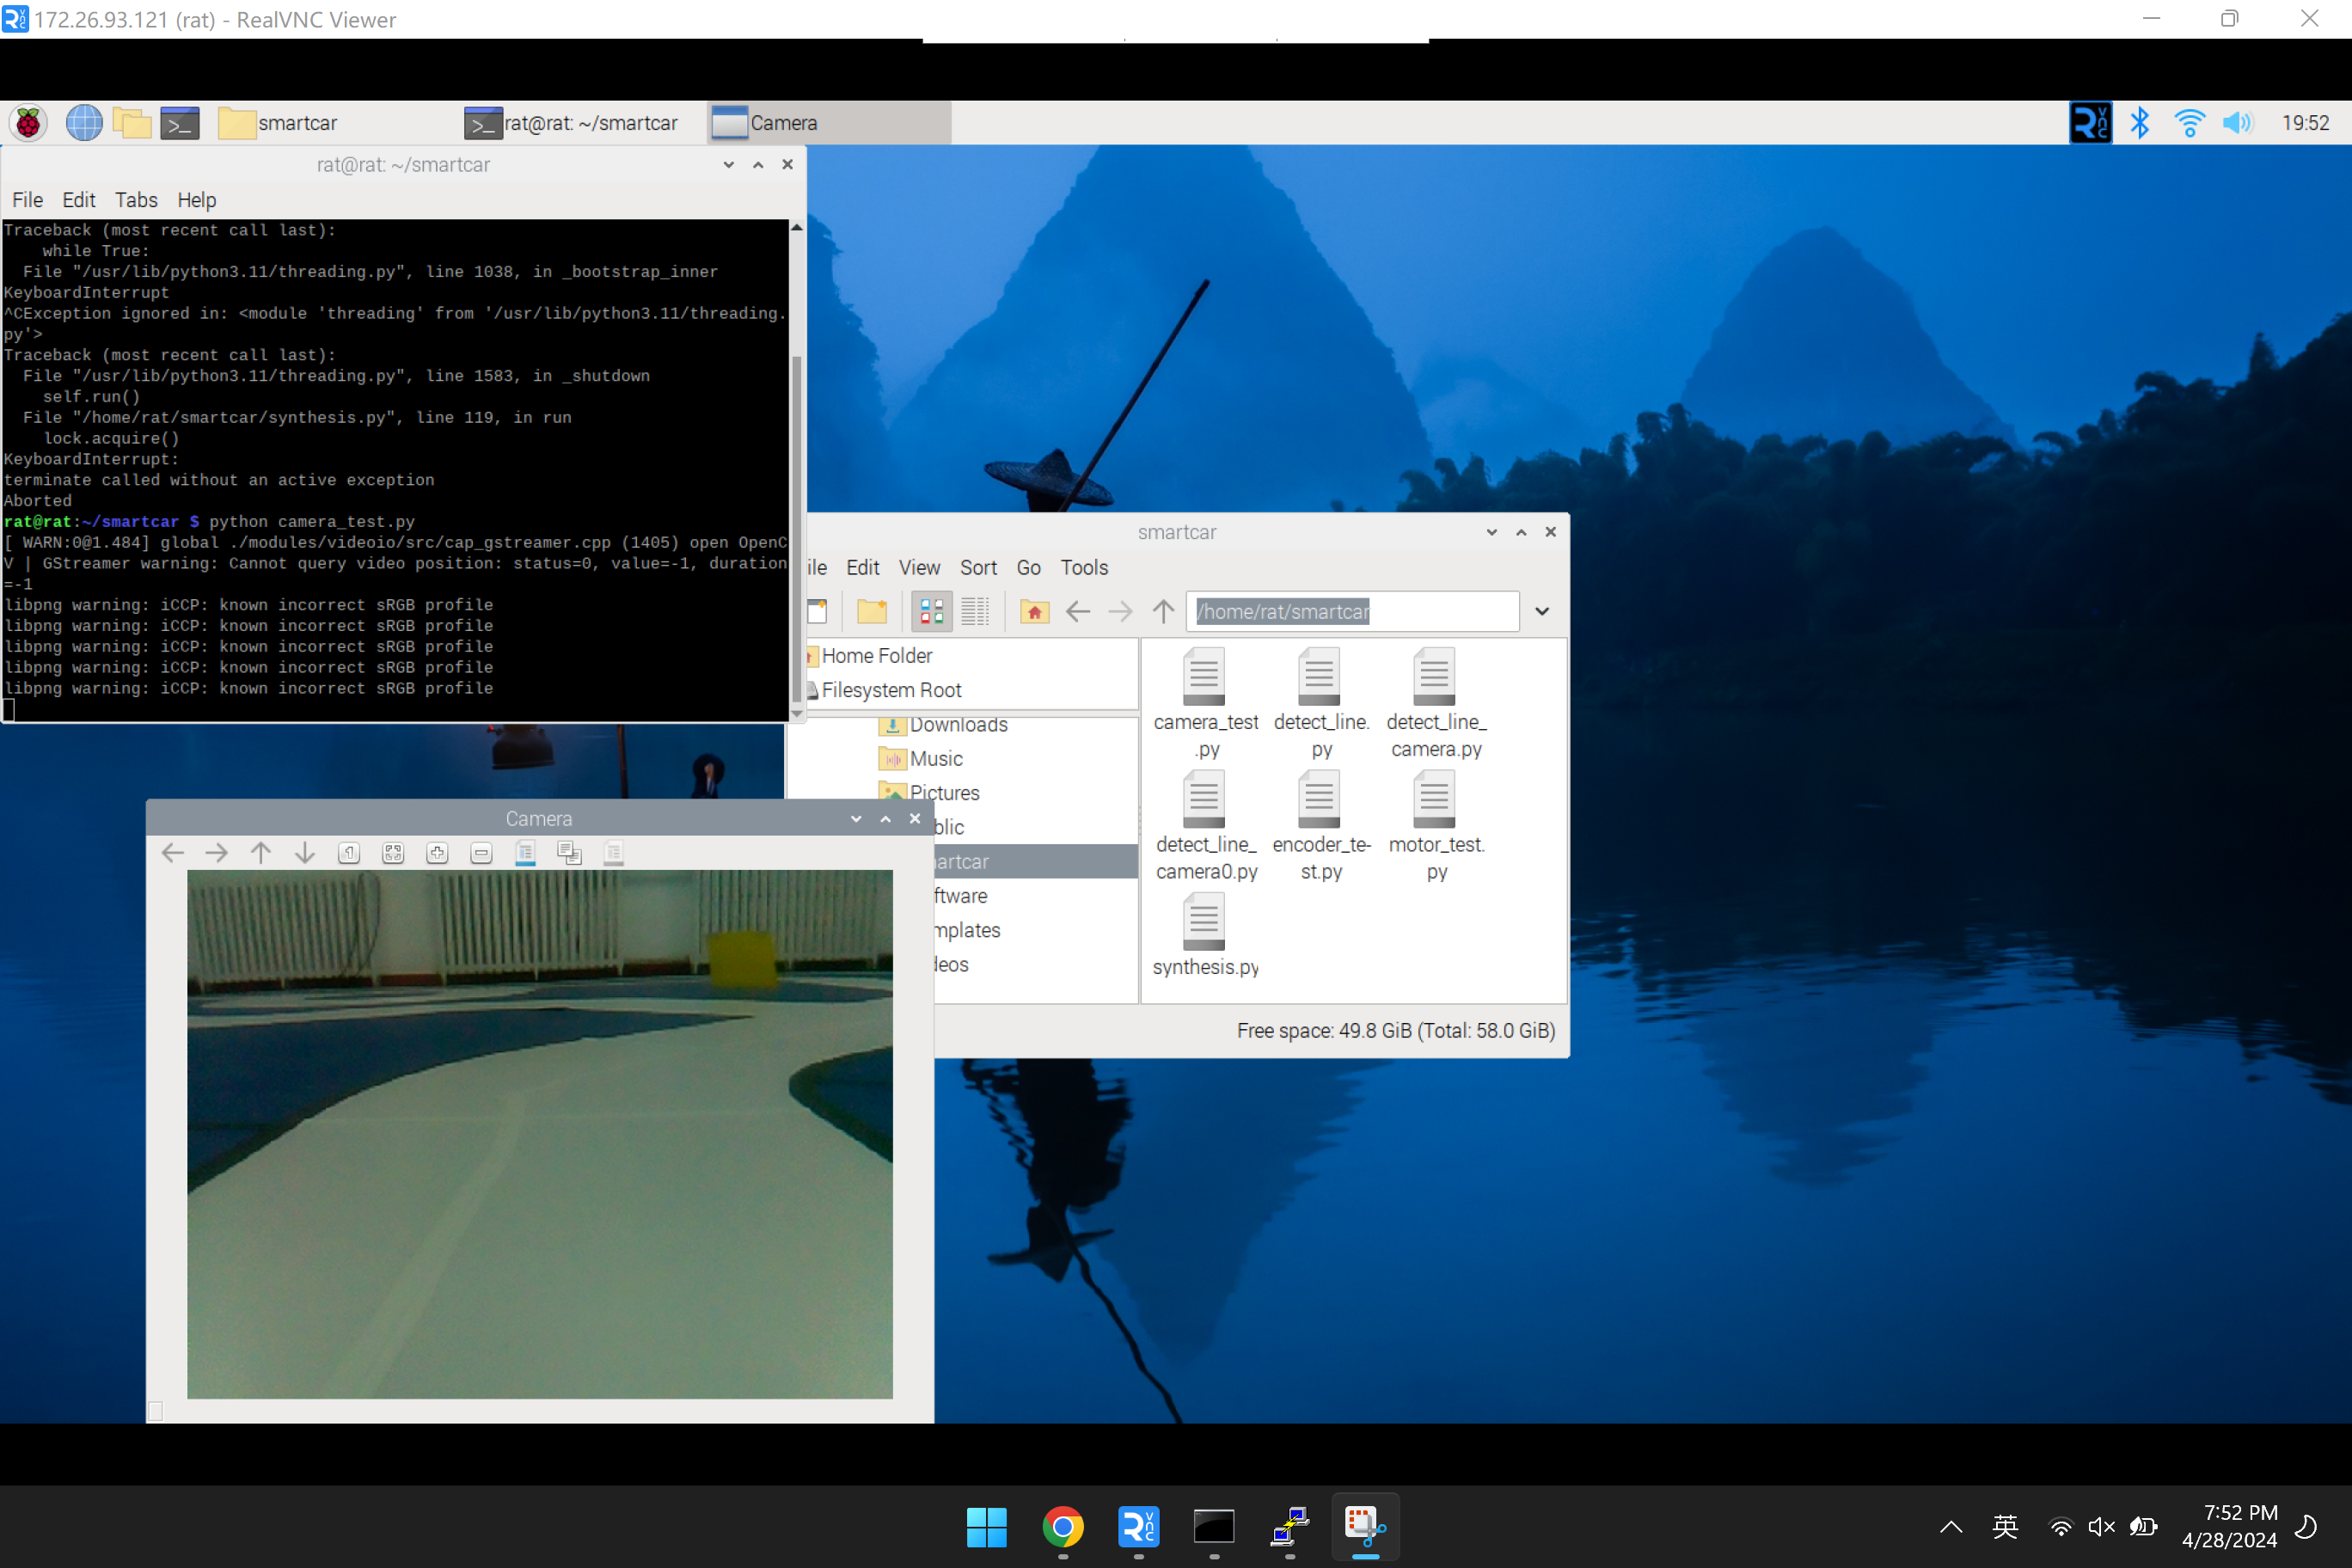 172.26.93.121 (rat) - RealVNC Viewer
smartcar
rat@rat: ~/smartcar
Camera
19:52
rat@rat: ~/smartcar
File Edit Tabs Help
Traceback (most recent call last):
    while True:
  File "/usr/lib/python3.11/threading.py", line 1038, in _bootstrap_inner
KeyboardInterrupt
^CException ignored in: <module 'threading' from '/usr/lib/python3.11/threading.
py'>
Traceback (most recent call last):
  File "/usr/lib/python3.11/threading.py", line 1583, in _shutdown
    self.run()
  File "/home/rat/smartcar/synthesis.py", line 119, in run
    lock.acquire()
KeyboardInterrupt:
terminate called without an active exception
Aborted
rat@rat:~/smartcar $ python camera_test.py
[ WARN:0@1.484] global ./modules/videoio/src/cap_gstreamer.cpp (1405) open OpenC
V | GStreamer warning: Cannot query video position: status=0, value=-1, duration
=-1
libpng warning: iCCP: known incorrect sRGB profile
libpng warning: iCCP: known incorrect sRGB profile
libpng warning: iCCP: known incorrect sRGB profile
libpng warning: iCCP: known incorrect sRGB profile
libpng warning: iCCP: known incorrect sRGB profile
smartcar
ile Edit View Sort Go Tools
/home/rat/smartcar
Home Folder
Filesystem Root
Downloads
Music
Pictures
blic
artcar
ftware
mplates
deos
camera_test
.py
detect_line.
py
detect_line_
camera.py
detect_line_
camera0.py
encoder_te-
st.py
motor_test.
py
synthesis.py
Free space: 49.8 GiB (Total: 58.0 GiB)
Camera
英
7:52 PM
4/28/2024